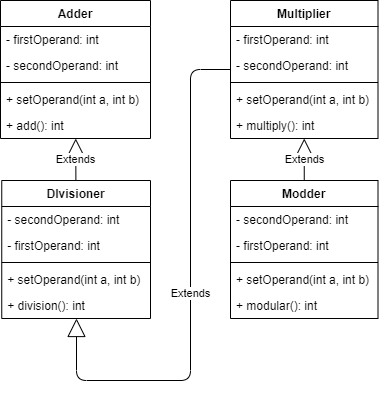 Adder
- firstOperand: int
- secondOperand: int
+ setOperand(int a, int b)
+ add(): int
Extends
DIvisioner
- secondOperand: int
- firstOperand: int
+ setOperand(int a, int b)
+ division(): int
Multiplier
- firstOperand: int
- secondOperand: int
+ setOperand(int a, int b)
+ multiply(): int
Extends
Modder
- secondOperand: int
- firstOperand: int
+ setOperand(int a, int b)
+ modular(): int
Extends